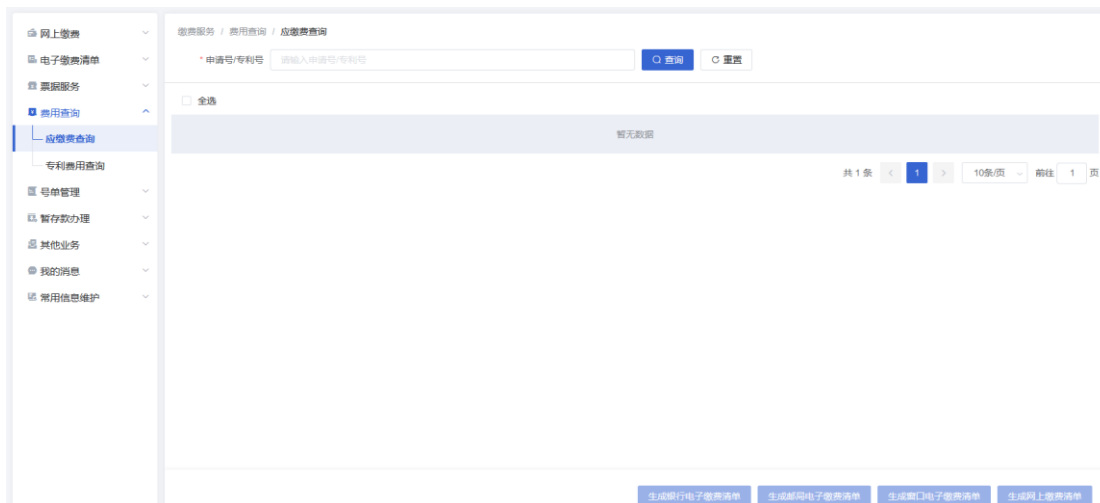 网上缴费
电子缴费清单
票据服务
费用查询
应缴费查询
专利费用查询
号单管理
暂存款办理
其他业务
我的消息
常用信息维护
缴费服务 / 费用查询 / 应缴费查询
* 申请号/专利号 请输入申请号/专利号 查询 重置
全选
暂无数据
共 1 条 < 1 > 10条/页 前往 1 页
生成银行电子缴费清单 生成邮局电子缴费清单 生成窗口电子缴费清单 生成网上缴费清单